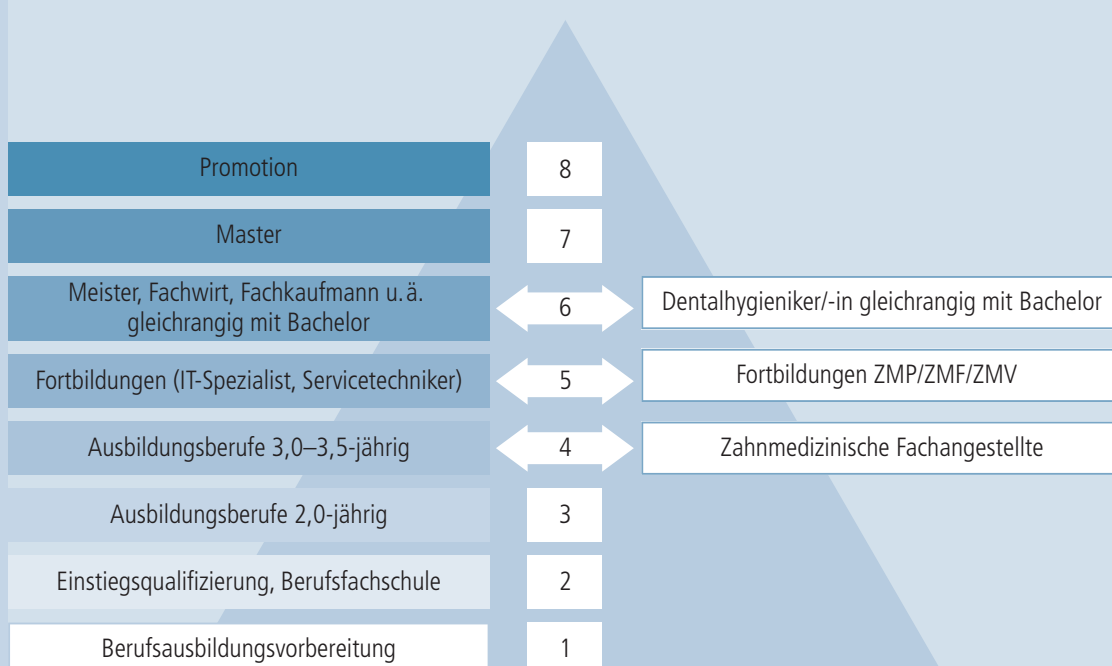 Promotion
8
Master
7
Meister, Fachwirt, Fachkaufmann u. ä.
gleichrangig mit Bachelor
6
Dentalhygieniker/-in gleichrangig mit Bachelor
Fortbildungen (IT-Spezialist, Servicetechniker)
5
Fortbildungen ZMP/ZMF/ZMV
Ausbildungsberufe 3,0–3,5-jährig
4
Zahnmedizinische Fachangestellte
Ausbildungsberufe 2,0-jährig
3
Einstiegsqualifizierung, Berufsfachschule
2
Berufsausbildungsvorbereitung
1